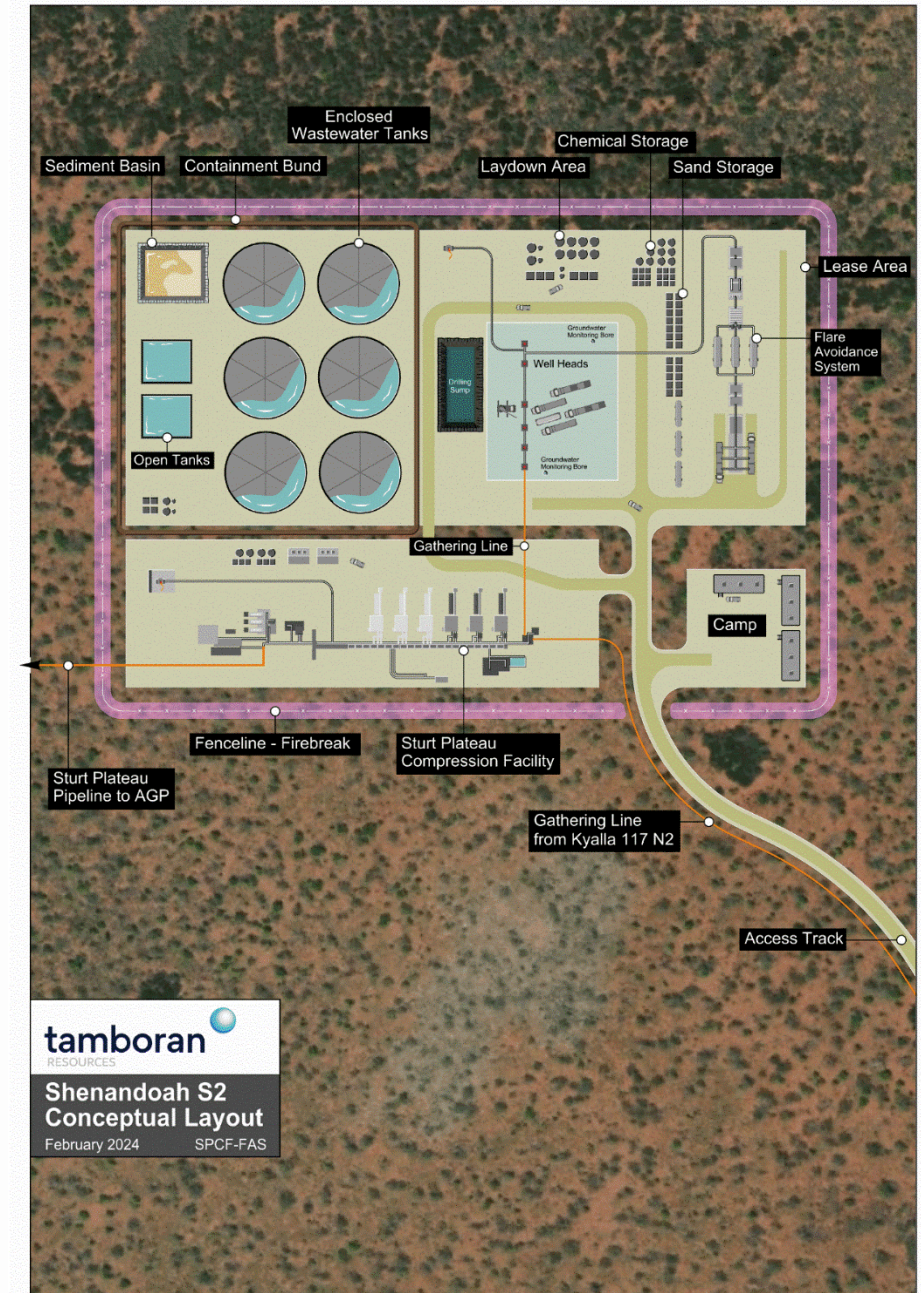 Enclosed
Wastewater Tanks
Chemical Storage
Sediment Basin
Containment Bund
Laydown Area
Sand Storage
Lease Area
Flare
Avoidance
System
Groundwater
Monitoring Bore
Well Heads
Drilling
Sump
Open Tanks
Groundwater
Monitoring Bore
Gathering Line
Camp
Fenceline - Firebreak
Sturt Plateau
Compression Facility
Sturt Plateau
Pipeline to AGP
Gathering Line
from Kyalla 117 N2
Access Track
tamboran
RESOURCES
Shenandoah S2
Conceptual Layout
February 2024 SPCF-FAS